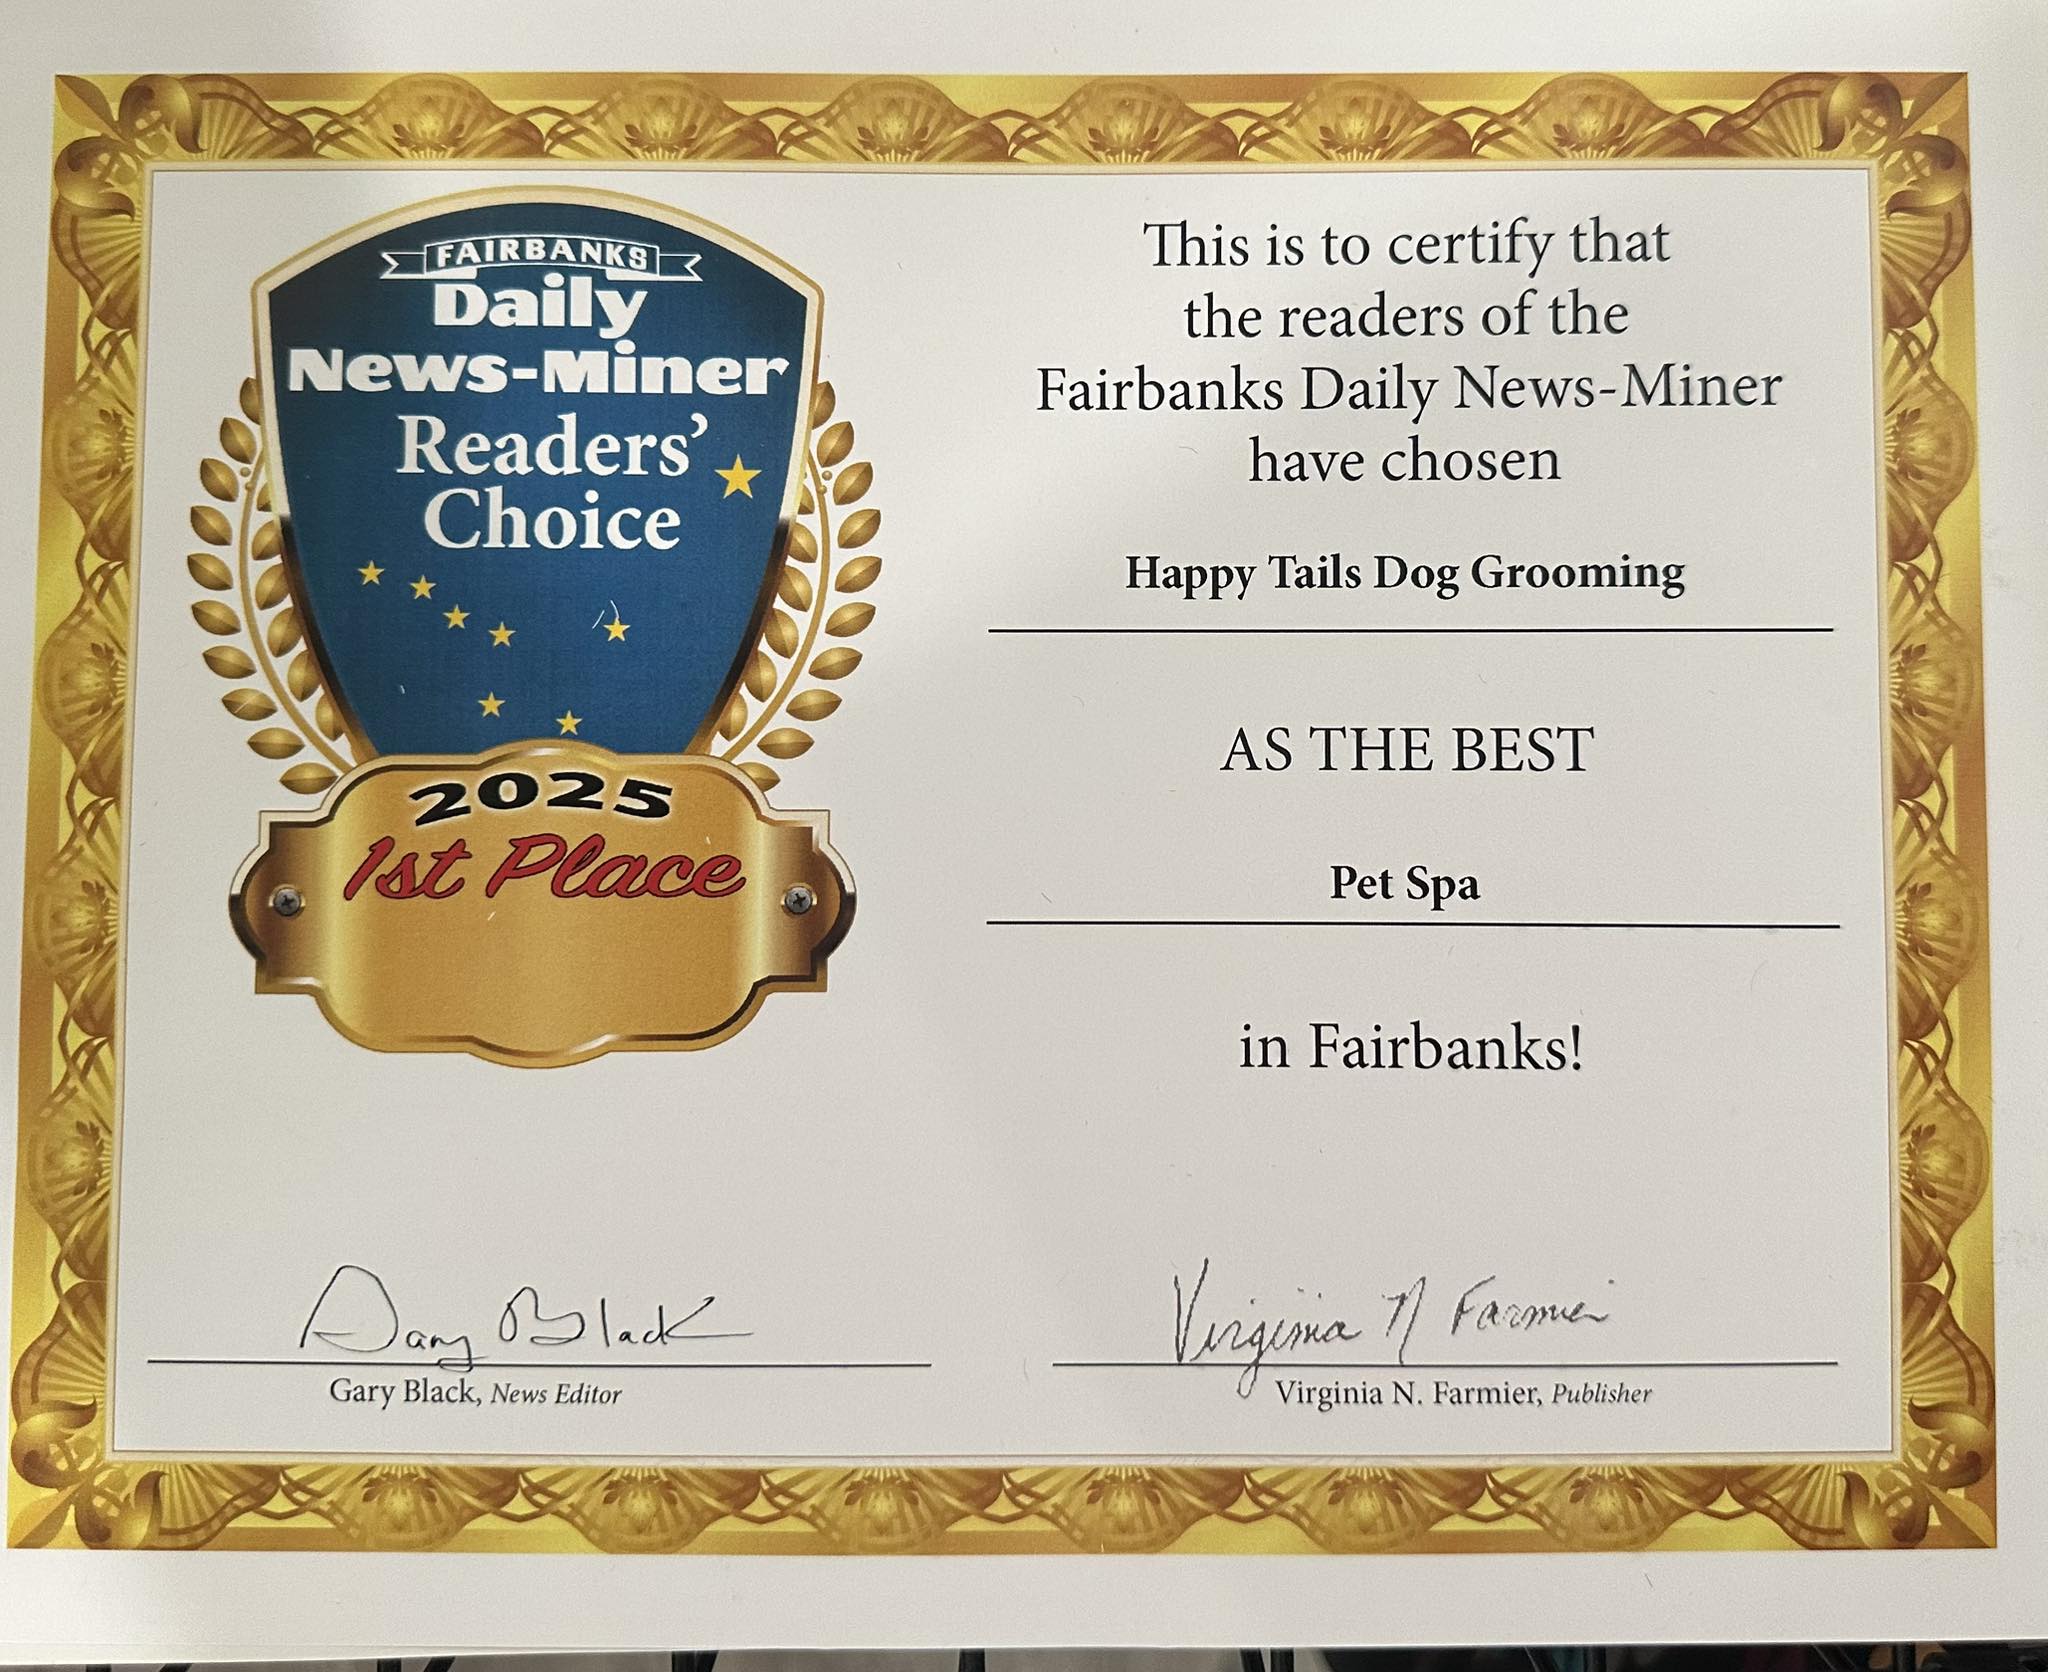 FAIRBANKS
Daily
News-Miner
Readers'
Choice
2025
1st Place
This is to certify that
the readers of the
Fairbanks Daily News-Miner
have chosen
Happy Tails Dog Grooming
AS THE BEST
Pet Spa
in Fairbanks!
Gary Black
Gary Black, News Editor
Virginia N Farmier
Virginia N. Farmier, Publisher